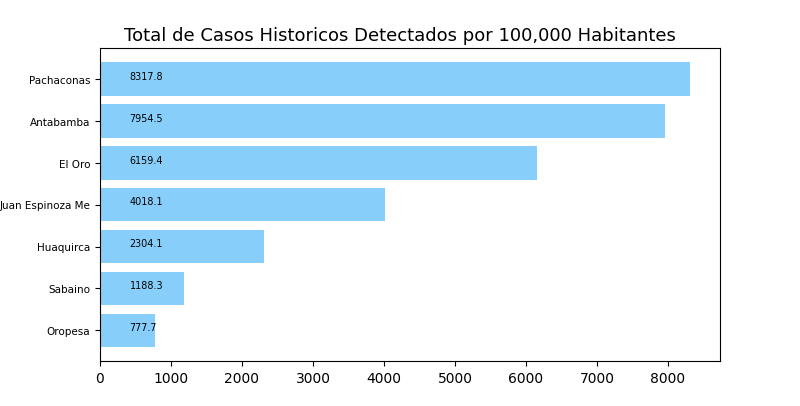 Total de Casos Historicos Detectados por 100,000 Habitantes
Pachaconas 8317.8
Antabamba 7954.5
El Oro 6159.4
Juan Espinoza Me 4018.1
Huaquirca 2304.1
Sabaino 1188.3
Oropesa 777.7
0 1000 2000 3000 4000 5000 6000 7000 8000